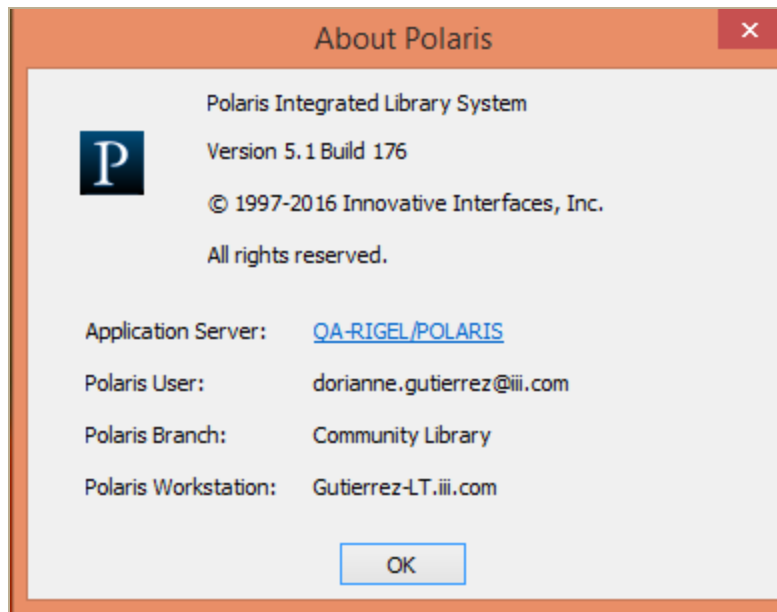 About Polaris
Polaris Integrated Library System
P
Version 5.1 Build 176
© 1997-2016 Innovative Interfaces, Inc.
All rights reserved.
Application Server: QA-RIGEL/POLARIS
Polaris User: dorianne.gutierrez@iii.com
Polaris Branch: Community Library
Polaris Workstation: Gutierrez-LT.iii.com
OK